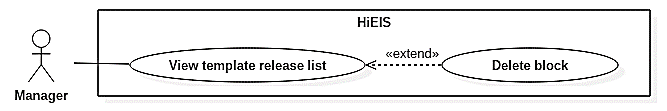 HiEIS
View template release list
«extend»
Delete block
Manager